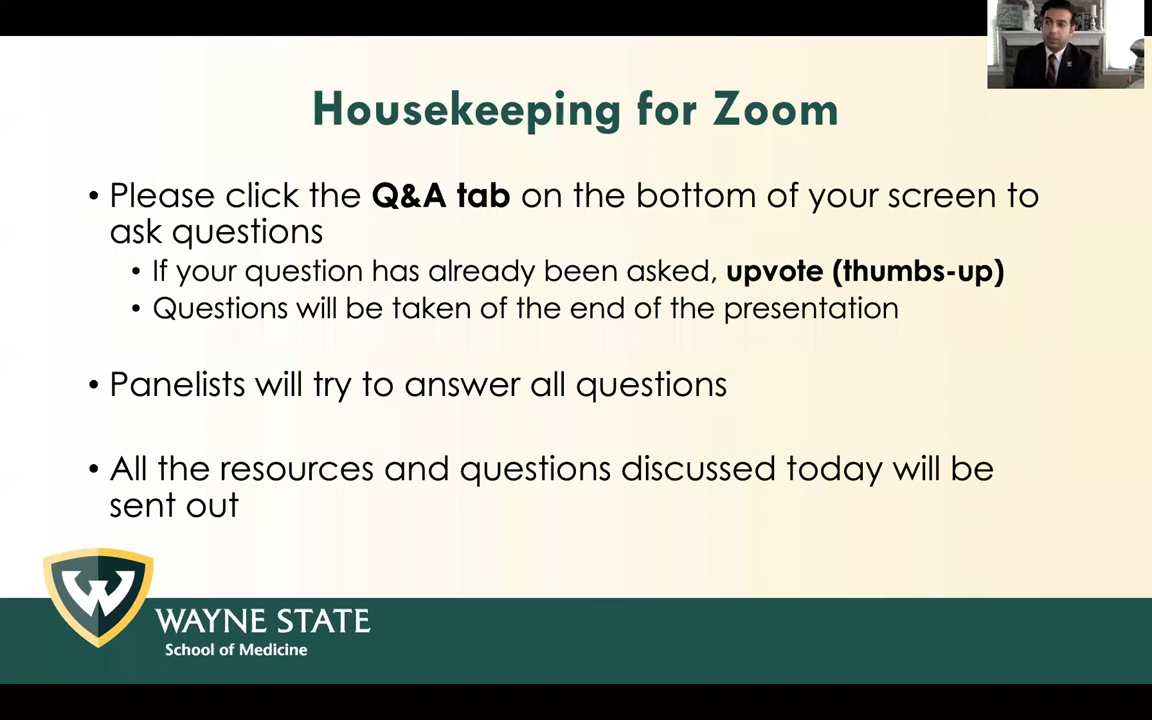 Housekeeping for Zoom
• Please click the Q&A tab on the bottom of your screen to
ask questions
• If your question has already been asked, upvote (thumbs-up)
• Questions will be taken of the end of the presentation
• Panelists will try to answer all questions
• All the resources and questions discussed today will be
sent out
W
WAYNE STATE
School of Medicine